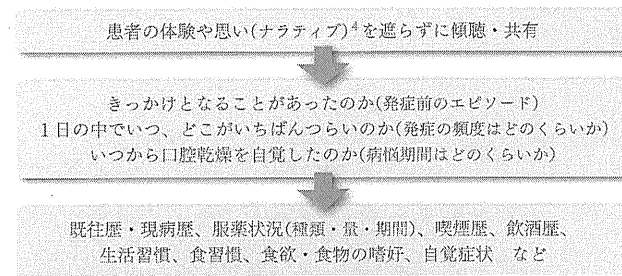 患者の体験や思い(ナラティブ)4を遮らずに傾聴・共有
きっかけとなることがあったのか(発症前のエピソード)
1日の中でいつ、どこがいちばんつらいのか(発症の頻度はどのくらいか)
いつから口腔乾燥を自覚したのか(病悩期間はどのくらいか)
既往歴・現病歴、服薬状況(種類・量・期間)、喫煙歴、飲酒歴、
生活習慣、食習慣、食欲・食物の嗜好、自覚症状　など